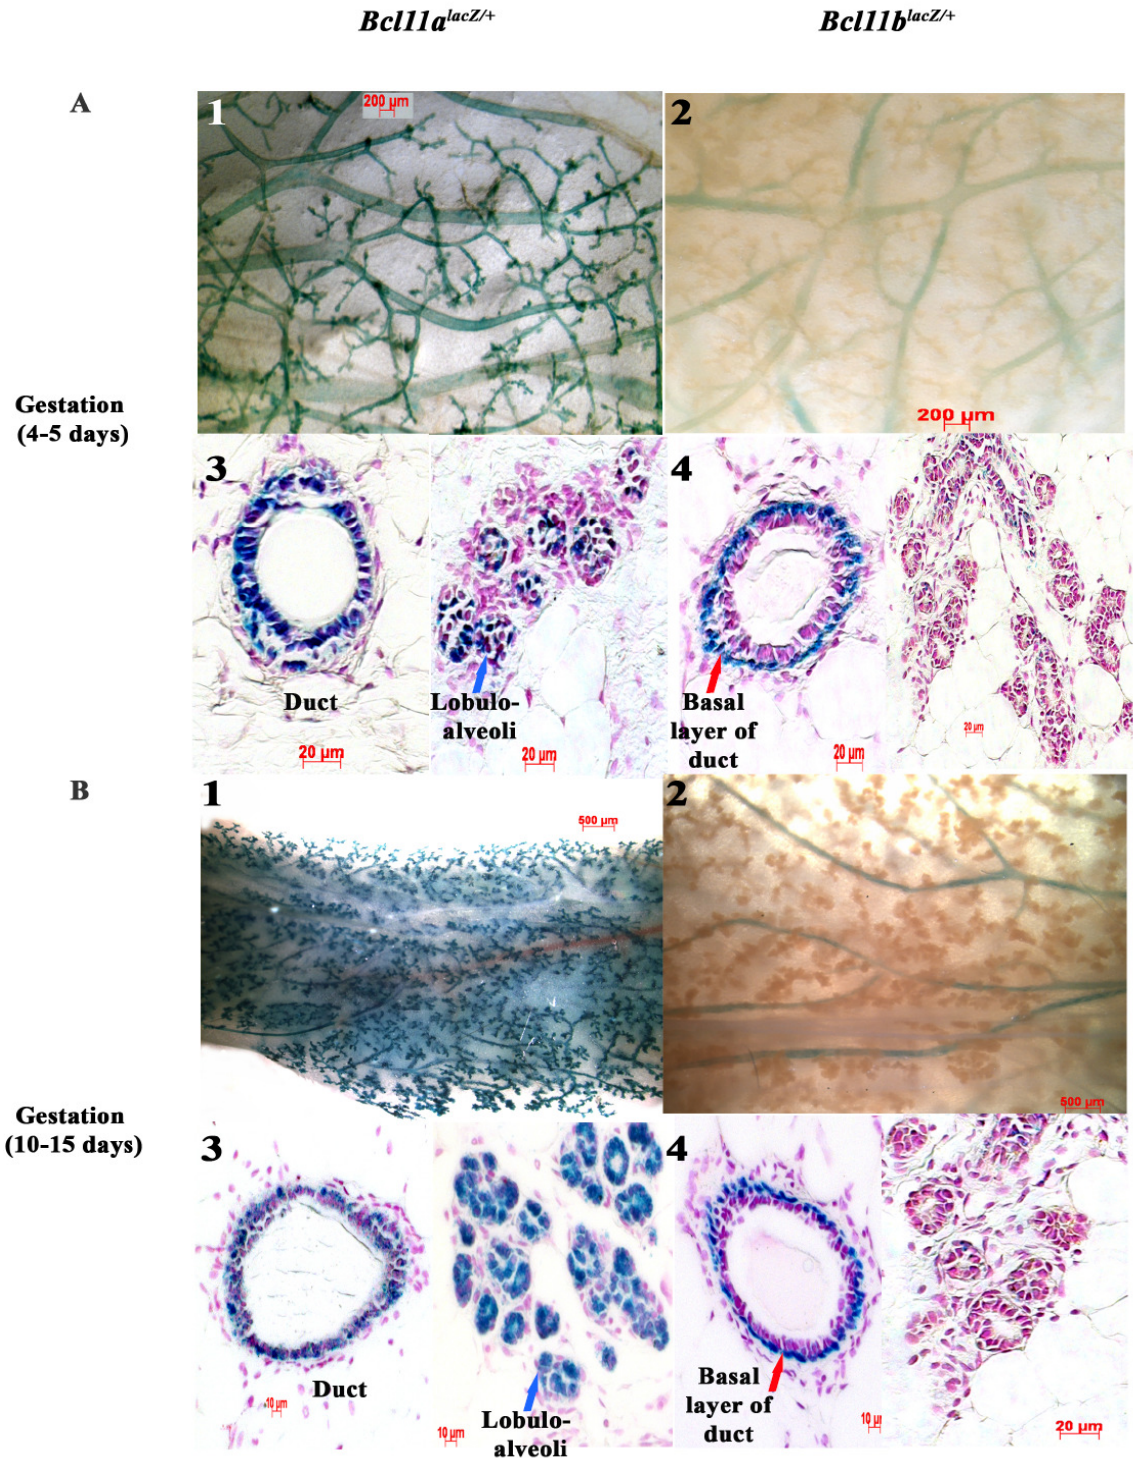 Bcl11a^lacZ/+ Bcl11b^lacZ/+
A
1 200 µm 2
Gestation
(4-5 days)
200 µm
3 4
Duct Lobulo-
alveoli Basal
layer of
duct
20 µm 20 µm 20 µm 20 µm
B
1 500 µm 2
Gestation
(10-15 days)
500 µm
3 4
Duct Basal
layer of
duct
Lobulo-
alveoli
10 µm 10 µm 10 µ 20 µm